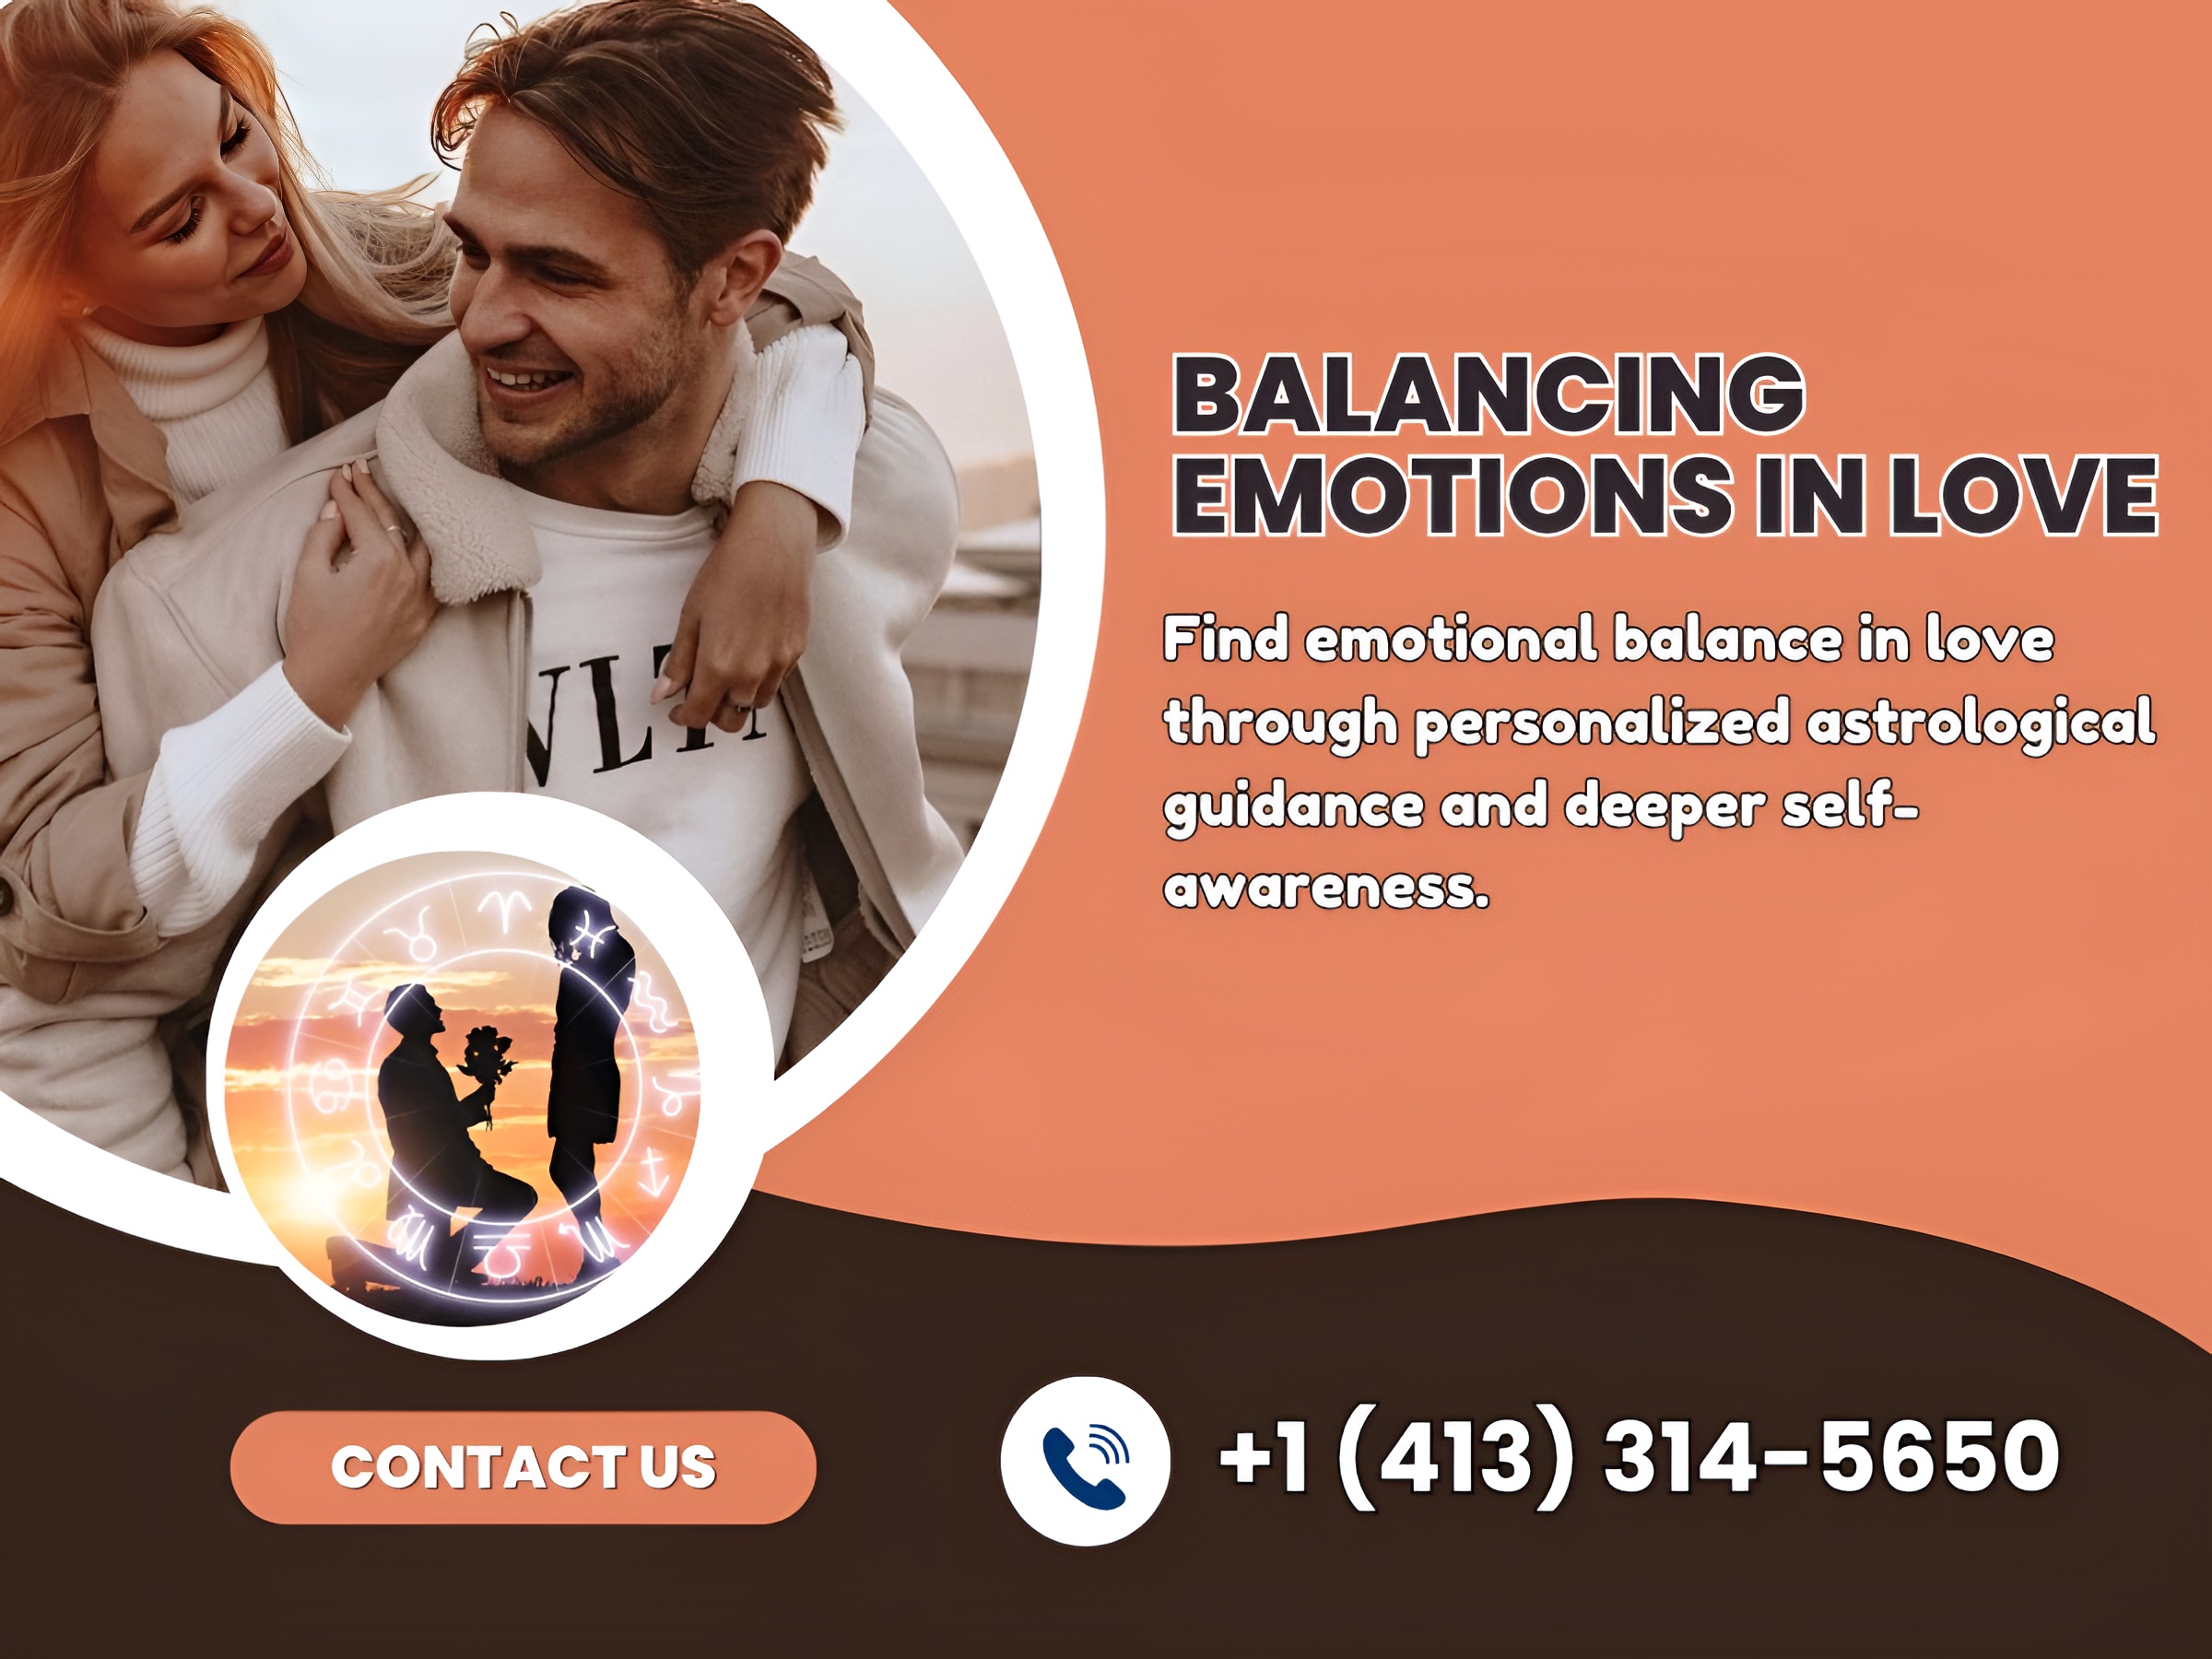 BALANCING
EMOTIONS IN LOVE
Find emotional balance in love
through personalized astrological
guidance and deeper self-
awareness.
CONTACT US
+1 (413) 314-5650